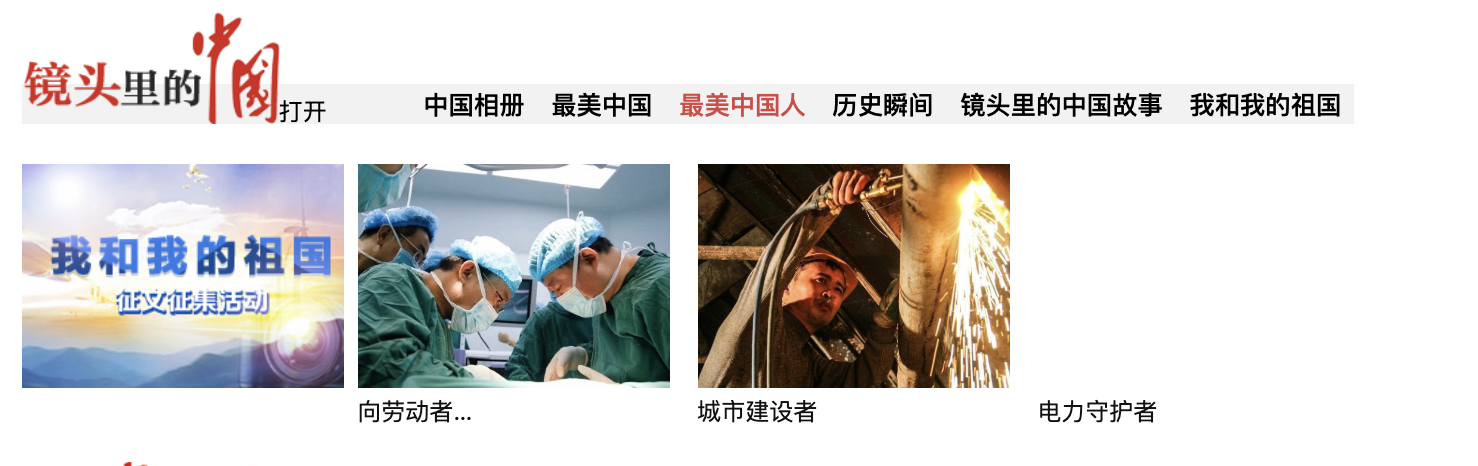 镜头里的中国
打开
中国相册 最美中国 最美中国人 历史瞬间 镜头里的中国故事 我和我的祖国
我和我的祖国
征文征集活动
向劳动者...
城市建设者
电力守护者